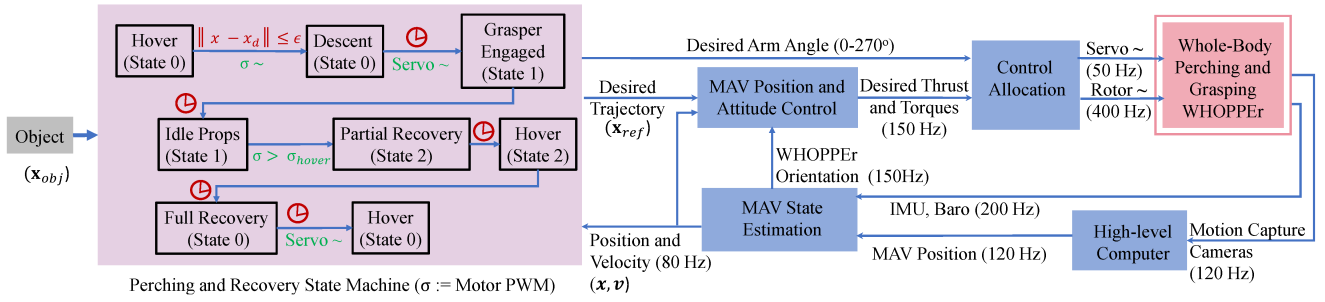 Object
(x_obj)
Hover
(State 0)
‖ x − x_d ‖ ≤ ϵ
σ ~
Descent
(State 0)
Servo ~
Grasper
Engaged
(State 1)
Idle Props
(State 1)
σ > σ_hover
Partial Recovery
(State 2)
Hover
(State 2)
Full Recovery
(State 0)
Servo ~
Hover
(State 0)
Perching and Recovery State Machine (σ := Motor PWM)
Desired Arm Angle (0-270°)
Desired
Trajectory
(x_ref)
MAV Position and
Attitude Control
Desired Thrust
and Torques
(150 Hz)
Control
Allocation
Servo ~
(50 Hz)
Rotor ~
(400 Hz)
Whole-Body
Perching and
Grasping
WHOPPEr
WHOPPEr
Orientation (150Hz)
MAV State
Estimation
IMU, Baro (200 Hz)
Position and
Velocity (80 Hz)
(x, v)
MAV Position (120 Hz)
High-level
Computer
Motion Capture
Cameras
(120 Hz)